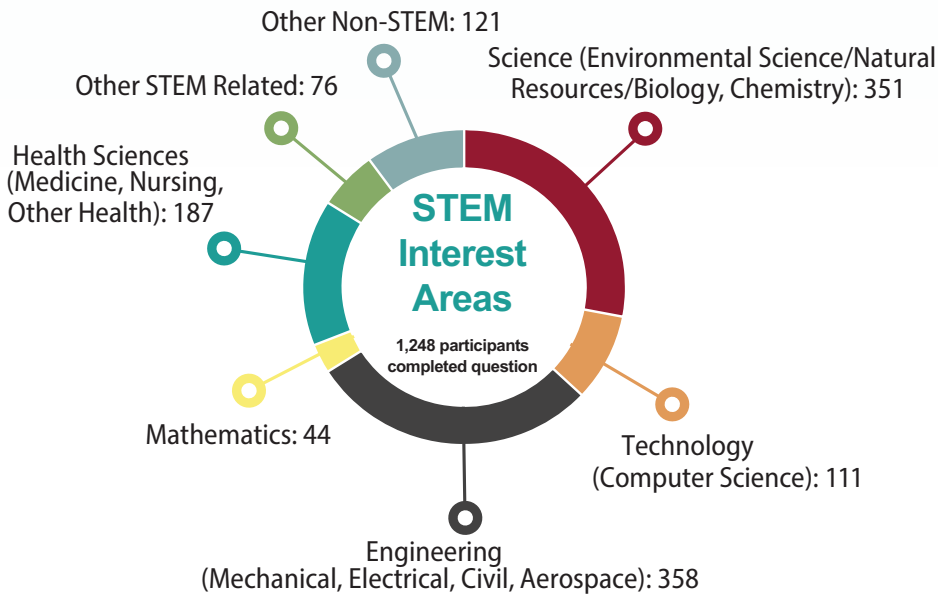 Other Non-STEM: 121
Science (Environmental Science/Natural
Resources/Biology, Chemistry): 351
Other STEM Related: 76
Health Sciences
(Medicine, Nursing,
Other Health): 187
STEM
Interest
Areas
1,248 participants
completed question
Mathematics: 44
Technology
(Computer Science): 111
Engineering
(Mechanical, Electrical, Civil, Aerospace): 358